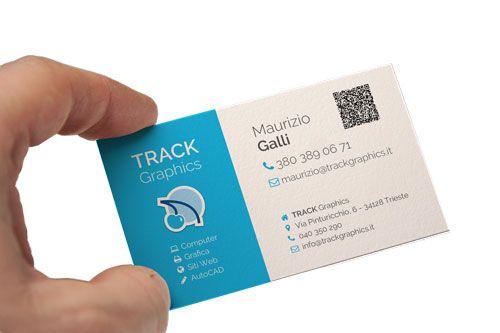 TRACK
Graphics
Computer
Grafica
Siti Web
AutoCAD
Maurizio
Galli
380 389 06 71
maurizio@trackgraphics.it
TRACK Graphics
Via Pinturicchio, 6 - 34128 Trieste
040 350 290
info@trackgraphics.it